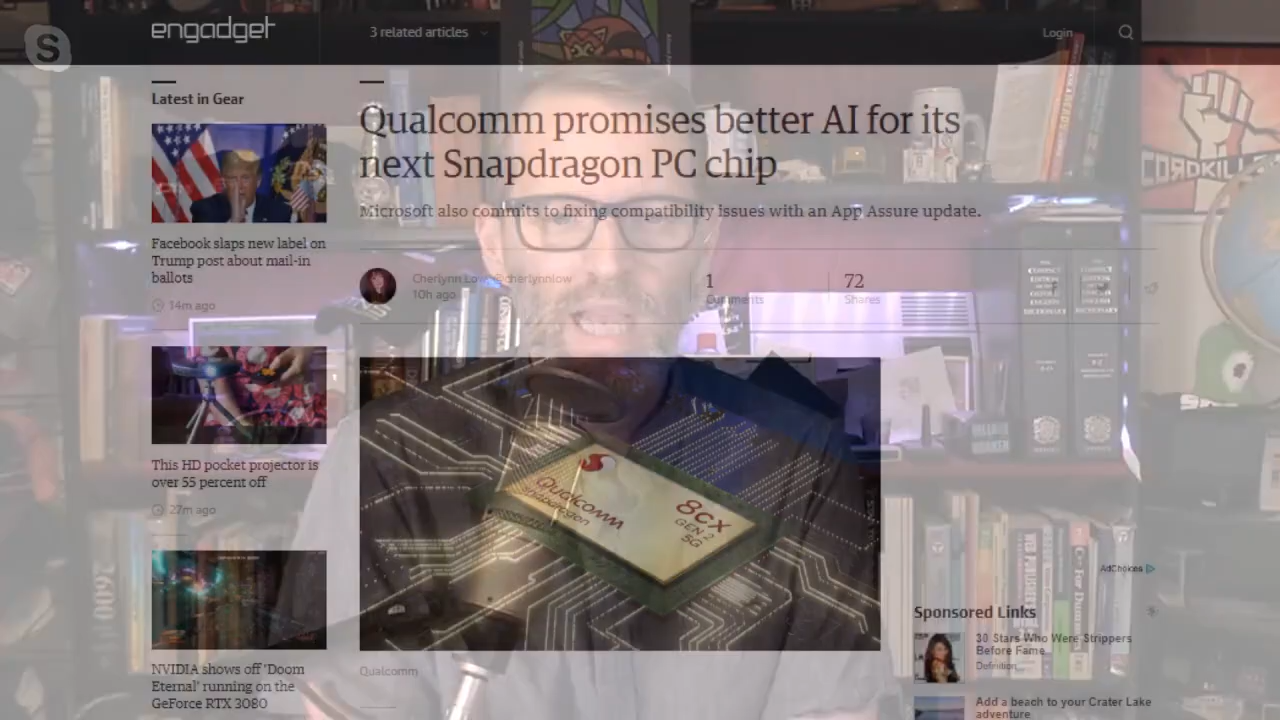 engadget
3 related articles
Login
S
Latest in Gear
Qualcomm promises better AI for its
next Snapdragon PC chip
Microsoft also commits to fixing compatibility issues with an App Assure update.
Facebook slaps new label on
Trump post about mail-in
ballots
14m ago
10h ago
1
Comments
72
Shares
This HD pocket projector is
over 55 percent off
27m ago
NVIDIA shows off 'Doom
Eternal' running on the
GeForce RTX 3080
Qualcomm
snapdragon
8cx
GEN 2
5G
Qualcomm
AdChoices
Sponsored Links
30 Stars Who Were Strippers
Before Fame
Definition
Add a beach to your Crater Lake
adventure
2600